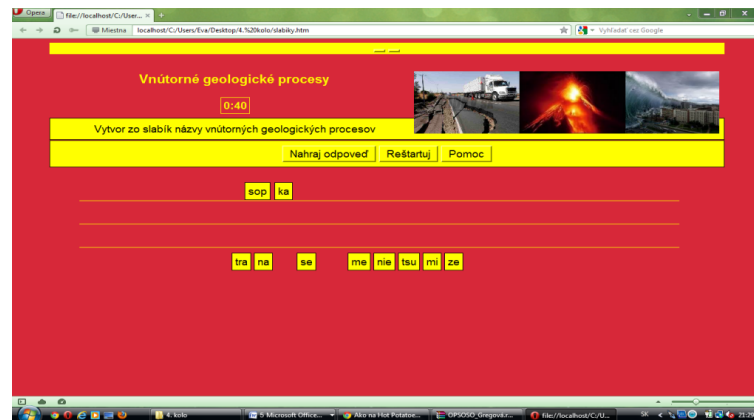 Opera
file://localhost/C:/User...
Miestna
localhost/C:/Users/Eva/Desktop/4.%20kolo/slabiky.htm
Vyhľadať cez Google
Vnútorné geologické procesy
0:40
Vytvor zo slabík názvy vnútorných geologických procesov
Nahraj odpoveď Reštartuj Pomoc
sop ka
tra na se me nie tsu mi ze
4. kolo
5 Microsoft Office...
Ako na Hot Potatoe...
OPSOSO_Gregová.r...
file://localhost/C:/U...
SK
21:29